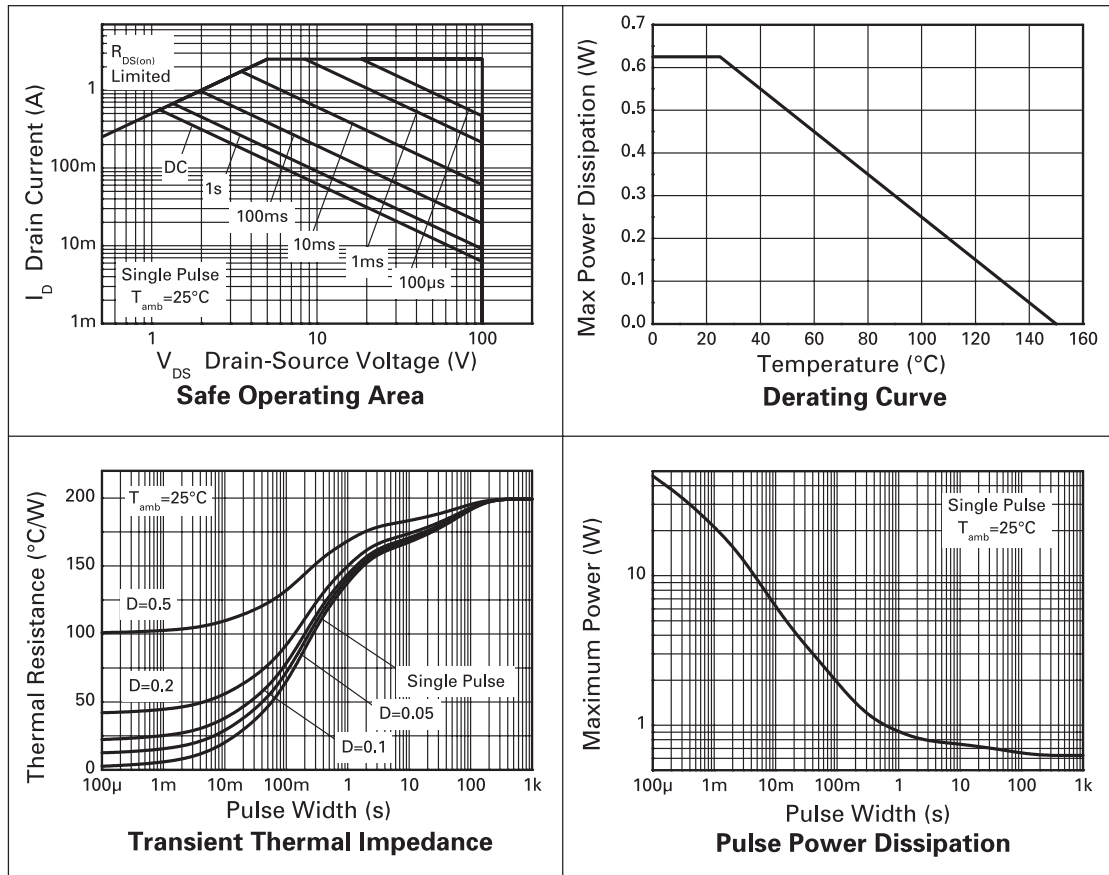 R_DS(on)
Limited
1
100m
10m
1m
I_D Drain Current (A)
DC
1s
100ms
10ms
1ms
100µs
Single Pulse
T_amb=25°C
1 10 100
V_DS Drain-Source Voltage (V)
Safe Operating Area
0.7
0.6
0.5
0.4
0.3
0.2
0.1
0.0
Max Power Dissipation (W)
0 20 40 60 80 100 120 140 160
Temperature (°C)
Derating Curve
200
150
100
50
0
Thermal Resistance (°C/W)
T_amb=25°C
D=0.5
D=0.2
Single Pulse
D=0.05
D=0.1
100µ 1m 10m 100m 1 10 100 1k
Pulse Width (s)
Transient Thermal Impedance
10
1
Maximum Power (W)
Single Pulse
T_amb=25°C
100µ 1m 10m 100m 1 10 100 1k
Pulse Width (s)
Pulse Power Dissipation